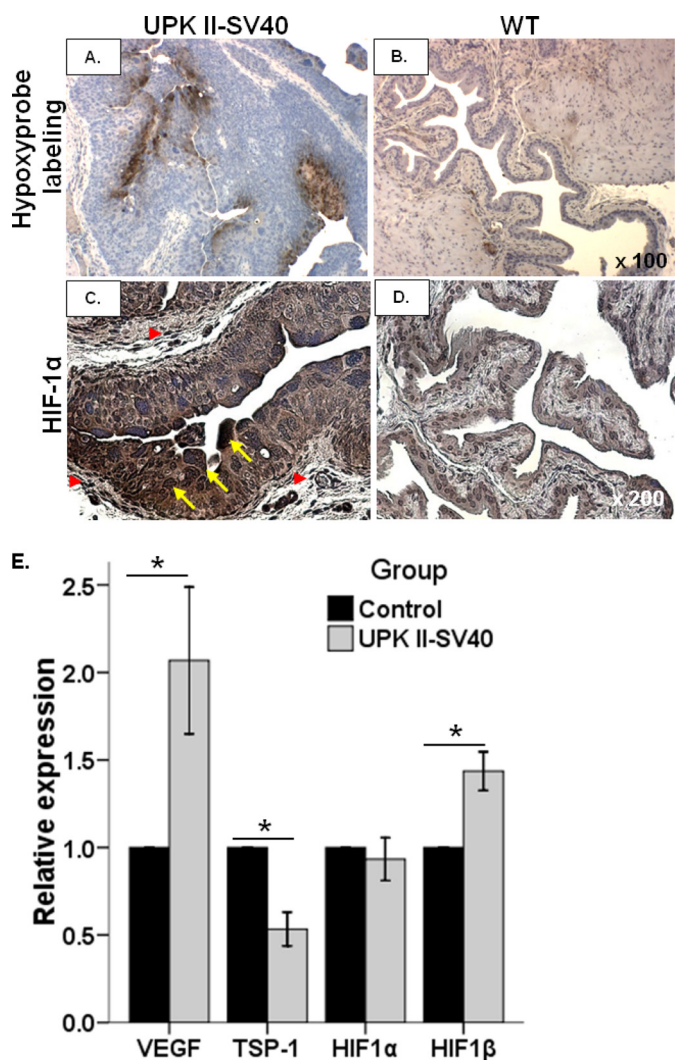 UPK II-SV40
WT
Hypoxyprobe
labeling
A.
B.
x 100
HIF-1α
C.
D.
x 200
E.
Relative expression
2.5
2.0
1.5
1.0
0.5
0.0
*
*
*
Group
Control
UPK II-SV40
VEGF
TSP-1
HIF1α
HIF1β